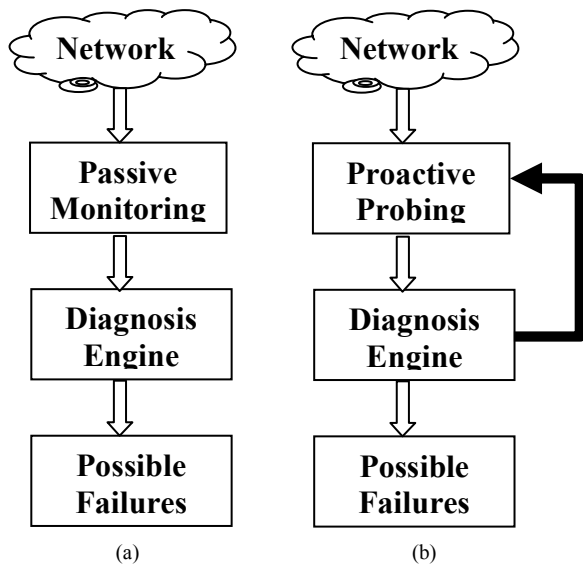 Network
Passive
Monitoring
Diagnosis
Engine
Possible
Failures
(a)
Network
Proactive
Probing
Diagnosis
Engine
Possible
Failures
(b)